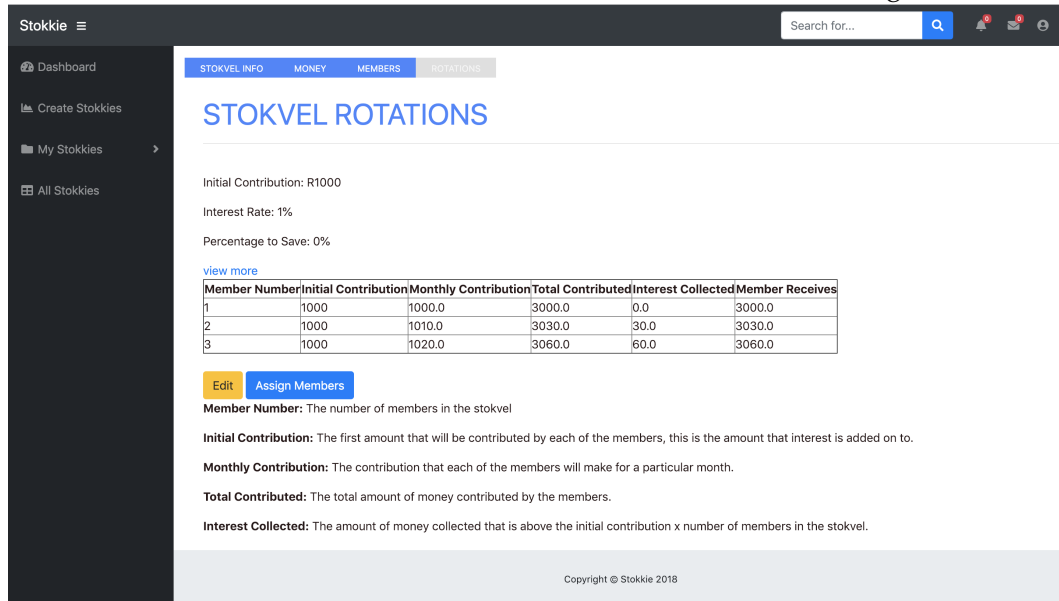 Stokkie
Search for...
0
0
Dashboard
Create Stokkies
My Stokkies
All Stokkies
STOKVEL INFO MONEY MEMBERS ROTATIONS
STOKVEL ROTATIONS
Initial Contribution: R1000
Interest Rate: 1%
Percentage to Save: 0%
view more
Member Number Initial Contribution Monthly Contribution Total Contributed Interest Collected Member Receives
1 1000 1000.0 3000.0 0.0 3000.0
2 1000 1010.0 3030.0 30.0 3030.0
3 1000 1020.0 3060.0 60.0 3060.0
Edit Assign Members
Member Number: The number of members in the stokvel
Initial Contribution: The first amount that will be contributed by each of the members, this is the amount that interest is added on to.
Monthly Contribution: The contribution that each of the members will make for a particular month.
Total Contributed: The total amount of money contributed by the members.
Interest Collected: The amount of money collected that is above the initial contribution x number of members in the stokvel.
Copyright © Stokkie 2018